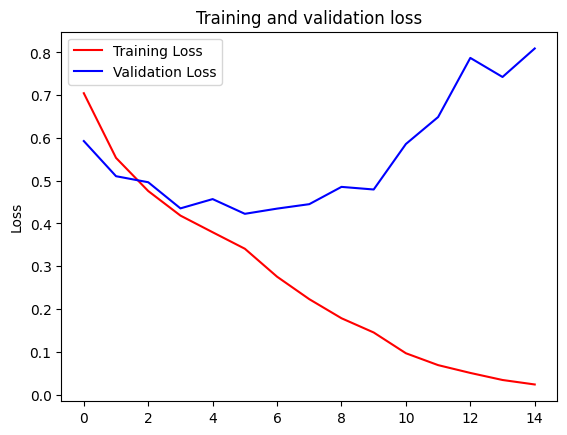 Training and validation loss
Training Loss
Validation Loss
Loss
0.8
0.7
0.6
0.5
0.4
0.3
0.2
0.1
0.0
0 2 4 6 8 10 12 14